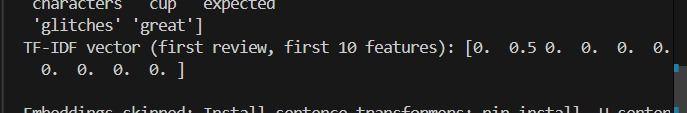 characters' 'cup' 'expected'
'glitches' 'great']
TF-IDF vector (first review, first 10 features): [0. 0.5 0. 0. 0. 0.
0. 0. 0. 0. ]
Embeddings skipped: Install sentence-transformers: pip install -U senten